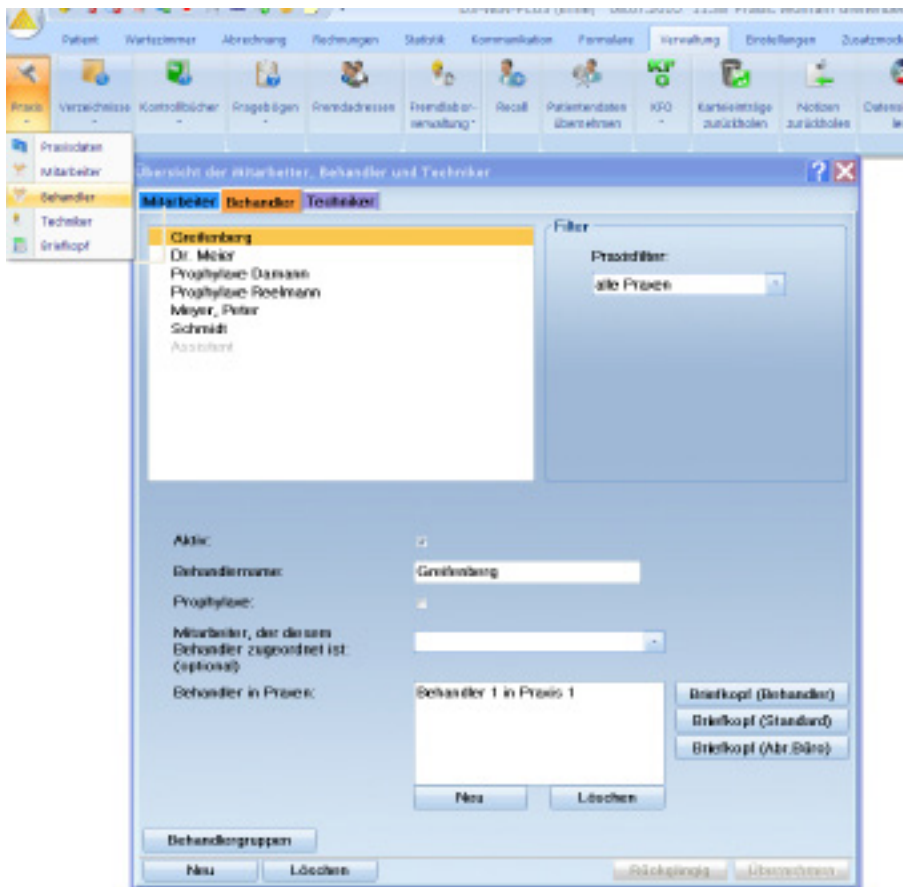 Patient Wartezimmer Abrechnung Rechnungen Statistik Kommunikation Formulare Verwaltung Einstellungen
Praxis Verzeichnisse Kontrollbücher Fragebögen Fremdadressen Fremdlabor- Recall Patientendaten KFO Karteieinträge Notizen
verwaltung übernehmen zurückholen zurückholen
Praxisdaten
Mitarbeiter
Behandler
Techniker
Briefkopf
Übersicht der Mitarbeiter, Behandler und Techniker
Mitarbeiter Behandler Techniker
Greifenberg
Dr. Meier
Prophylaxe Damann
Prophylaxe Reelmann
Meyer, Peter
Schmidt
Assistent
Filter
Praxisfilter:
alle Praxen
Aktiv:
Behandlername: Greifenberg
Prophylaxe:
Mitarbeiter, der diesem
Behandler zugeordnet ist:
(optional)
Behandler in Praxen: Behandler 1 in Praxis 1
Briefkopf (Behandler)
Briefkopf (Standard)
Briefkopf (Abr.Büro)
Neu Löschen
Behandlergruppen
Neu Löschen Rückgängig Übernehmen